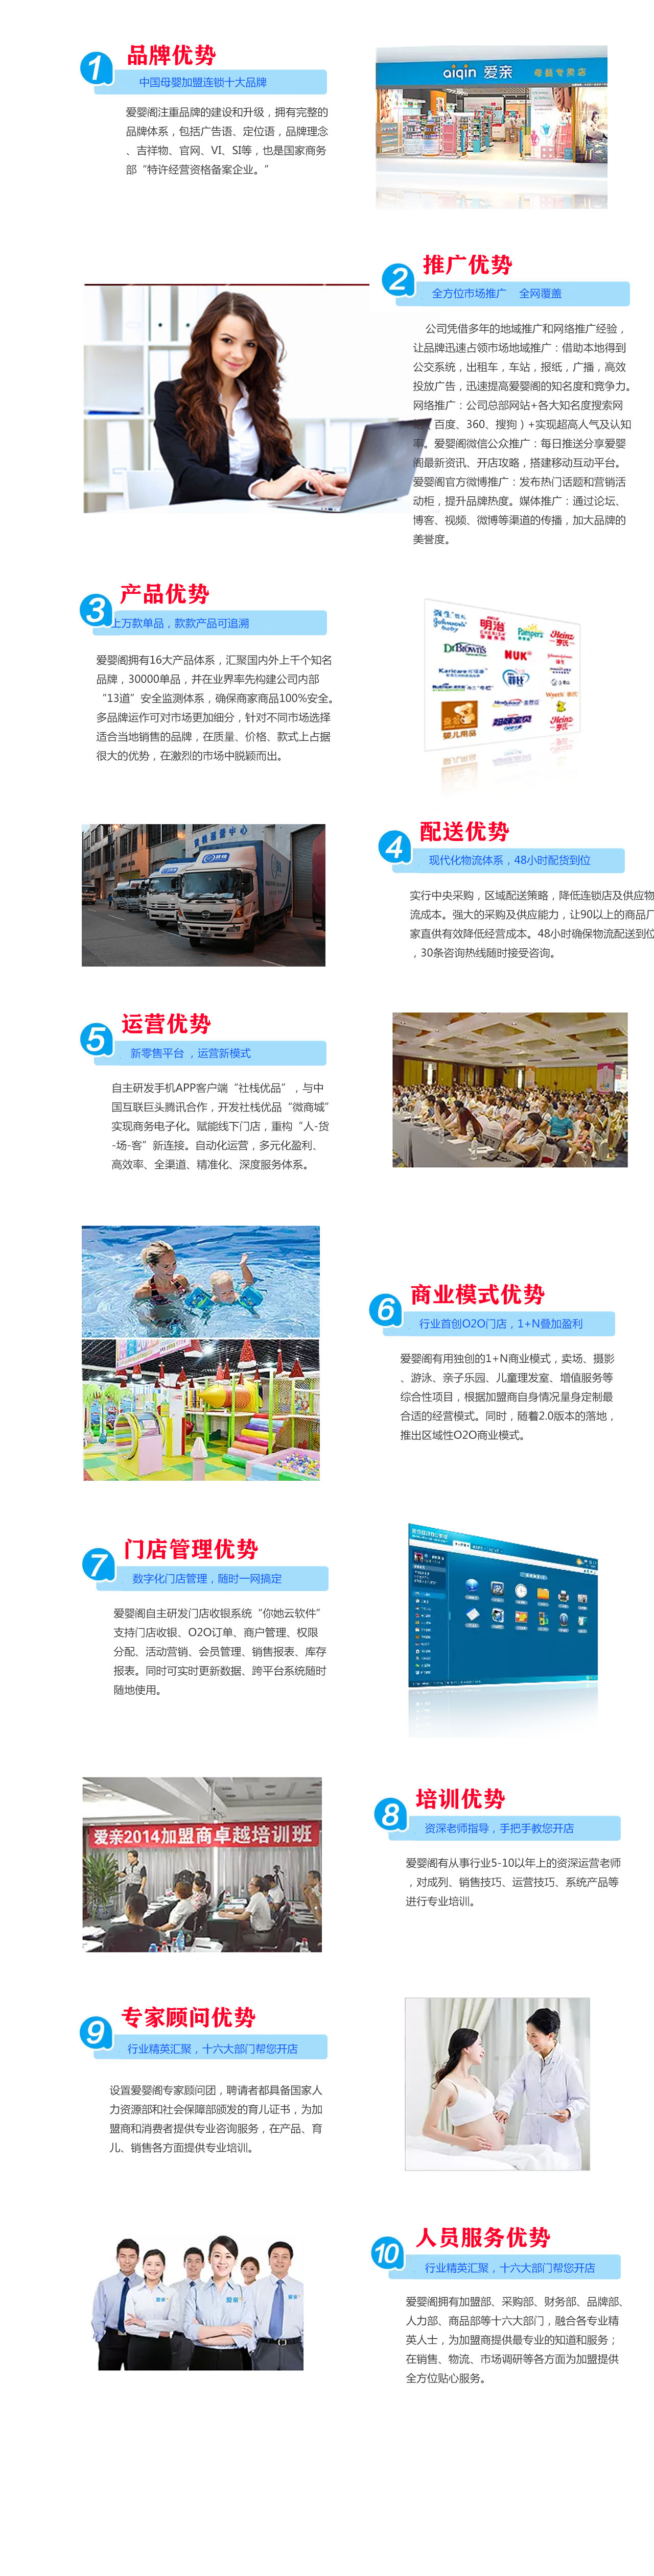 品牌优势
1
中国母婴加盟连锁十大品牌
爱婴阁注重品牌的建设和升级，拥有完整的
品牌体系，包括广告语、定位语，品牌理念
、吉祥物、官网、VI、SI等，也是国家商务
部“特许经营资格备案企业。”
aiqin 爱亲 母婴专卖店
推广优势
2
全方位市场推广 全网覆盖
公司凭借多年的地域推广和网络推广经验，
让品牌迅速占领市场地域推广：借助本地得到
公交系统，出租车，车站，报纸，广播，高效
投放广告，迅速提高爱婴阁的知名度和竞争力。
网络推广：公司总部网站+各大知名度搜索网
百度、360、搜狗）+实现超高人气及认知
率。爱婴阁微信公众推广：每日推送分享爱婴
阁最新资讯、开店攻略，搭建移动互动平台。
爱婴阁官方微博推广：发布热门话题和营销活
动柜，提升品牌热度。媒体推广：通过论坛、
博客、视频、微博等渠道的传播，加大品牌的
美誉度。
产品优势
3
上万款单品，款款产品可追溯
爱婴阁拥有16大产品体系，汇聚国内外上千个知名
品牌，30000单品，并在业界率先构建公司内部
“13道”安全监测体系，确保商家商品100%安全。
多品牌运作可对市场更加细分，针对不同市场选择
适合当地销售的品牌，在质量、价格、款式上占据
很大的优势，在激烈的市场中脱颖而出。
强生 Johnson's baby
明治
Pampers
Heinz 亨氏
Dr.Brown's
NUK
Karicare
Wyeth
婴儿用品
Heinz 亨氏
配送优势
4
现代化物流体系，48小时配货到位
实行中央采购，区域配送策略，降低连锁店及供应物
流成本。强大的采购及供应能力，让90以上的商品厂
家直供有效降低经营成本。48小时确保物流配送到位
，30条咨询热线随时接受咨询。
运营优势
5
新零售平台 ，运营新模式
自主研发手机APP客户端“社栈优品”，与中
国互联巨头腾讯合作，开发社栈优品“微商城”
实现商务电子化。赋能线下门店，重构“人-货
-场-客”新连接。自动化运营，多元化盈利、
高效率、全渠道、精准化、深度服务体系。
商业模式优势
6
行业首创O2O门店，1+N叠加盈利
爱婴阁有用独创的1+N商业模式，卖场、摄影
、游泳、亲子乐园、儿童理发室、增值服务等
综合性项目，根据加盟商自身情况量身定制最
合适的经营模式。同时，随着2.0版本的落地，
推出区域性O2O商业模式。
门店管理优势
7
数字化门店管理，随时一网搞定
爱婴阁自主研发门店收银系统“你她云软件”
支持门店收银、O2O订单、商户管理、权限
分配、活动营销、会员管理、销售报表、库存
报表。同时可实时更新数据、跨平台系统随时
随地使用。
培训优势
8
资深老师指导，手把手教您开店
爱婴阁有从事行业5-10以年上的资深运营老师
，对成列、销售技巧、运营技巧、系统产品等
进行专业培训。
爱亲2014加盟商卓越培训班
专家顾问优势
9
行业精英汇聚，十六大部门帮您开店
设置爱婴阁专家顾问团，聘请者都具备国家人
力资源部和社会保障部颁发的育儿证书，为加
盟商和消费者提供专业咨询服务，在产品、育
儿、销售各方面提供专业培训。
人员服务优势
10
行业精英汇聚，十六大部门帮您开店
爱婴阁拥有加盟部、采购部、财务部、品牌部、
人力部、商品部等十六大部门，融合各专业精
英人士，为加盟商提供最专业的知道和服务；
在销售、物流、市场调研等各方面为加盟提供
全方位贴心服务。
爱亲